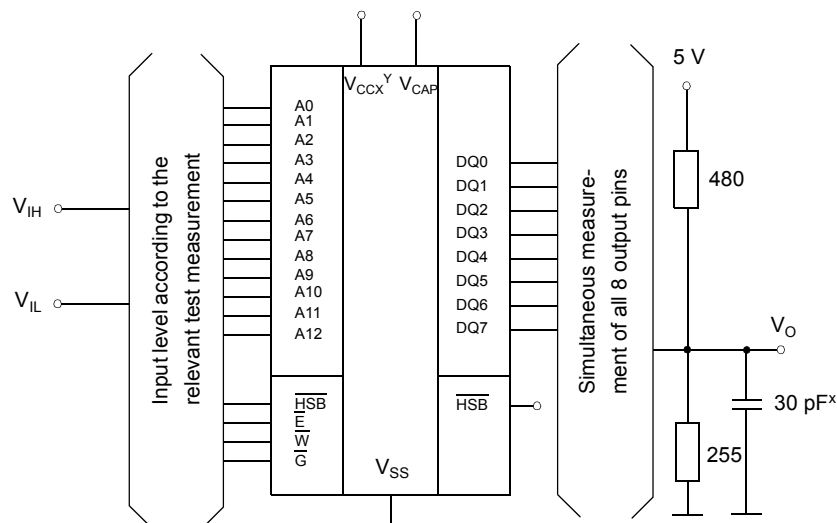 V_CCX^Y V_CAP
5 V
Input level according to the
relevant test measurement
V_IH
V_IL
A0
A1
A2
A3
A4
A5
A6
A7
A8
A9
A10
A11
A12
H̅S̅B̅
E̅
W̅
G̅
V_SS
DQ0
DQ1
DQ2
DQ3
DQ4
DQ5
DQ6
DQ7
H̅S̅B̅
Simultaneous measure-
ment of all 8 output pins
480
V_O
30 pF^x
255